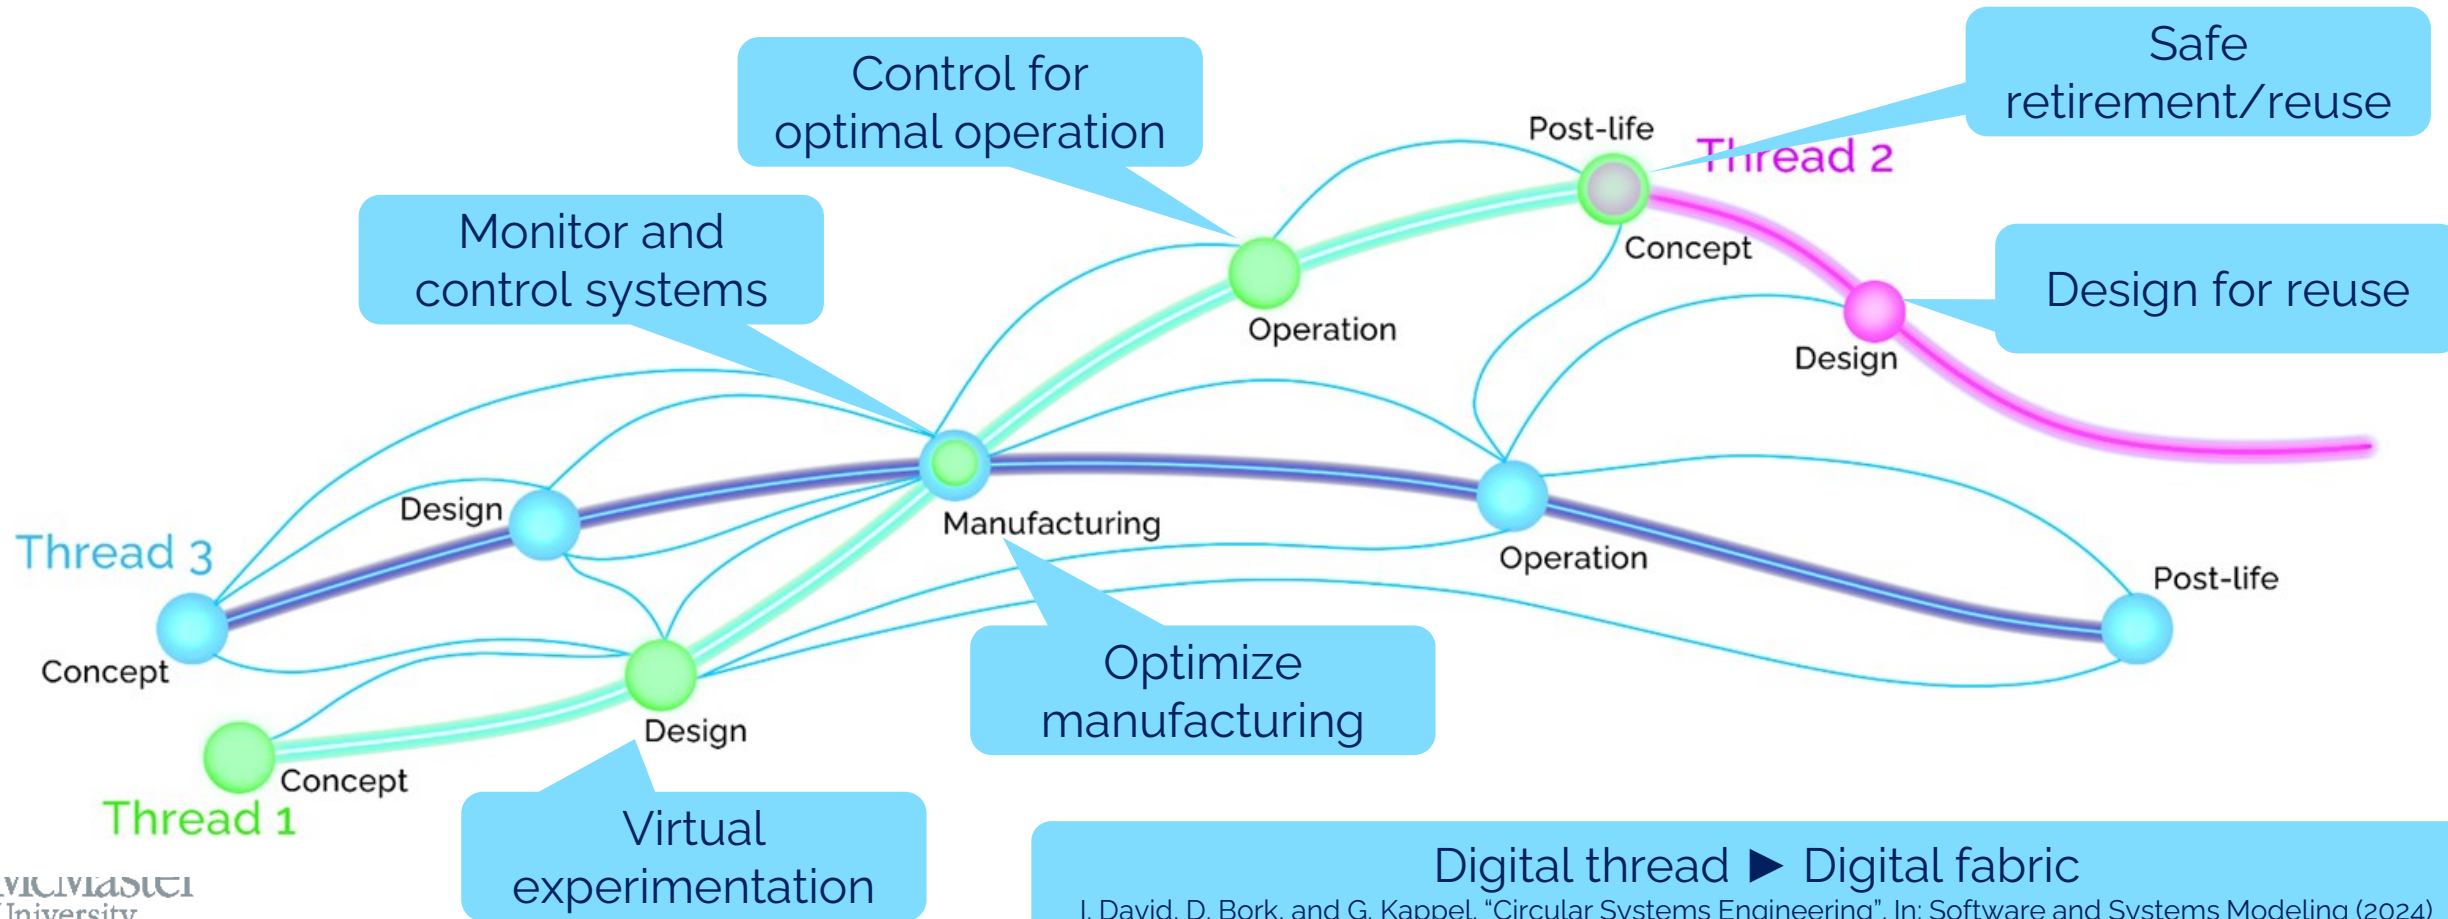 Safe
retirement/reuse
Control for
optimal operation
Post-life
Thread 2
Monitor and
control systems
Concept
Design for reuse
Operation
Design
Design
Manufacturing
Thread 3
Operation
Post-life
Concept
Optimize
manufacturing
Design
Concept
Thread 1
Virtual
experimentation
Digital thread ► Digital fabric
I. David, D. Bork, and G. Kappel. “Circular Systems Engineering”. In: Software and Systems Modeling (2024)
McMaster
University